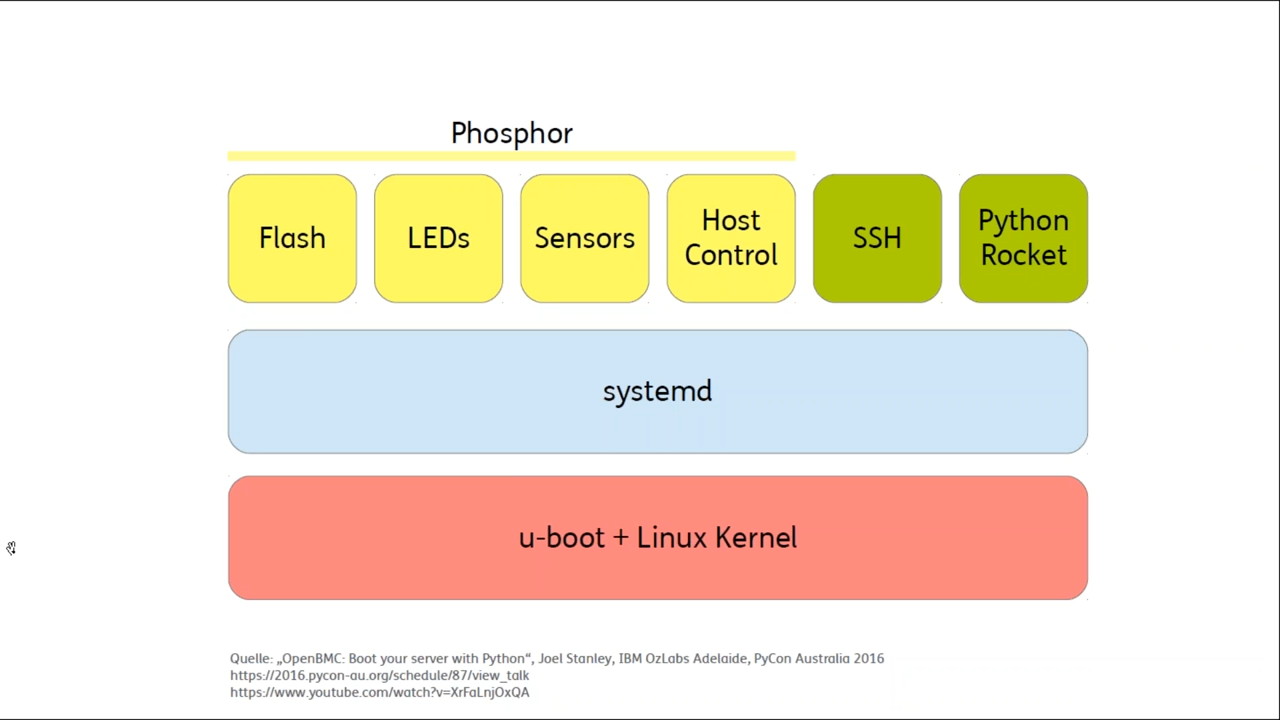 Phosphor
Flash
LEDs
Sensors
Host
Control
SSH
Python
Rocket
systemd
u-boot + Linux Kernel
Quelle: „OpenBMC: Boot your server with Python“, Joel Stanley, IBM OzLabs Adelaide, PyCon Australia 2016
https://2016.pycon-au.org/schedule/87/view_talk
https://www.youtube.com/watch?v=XrFaLnjOxQA